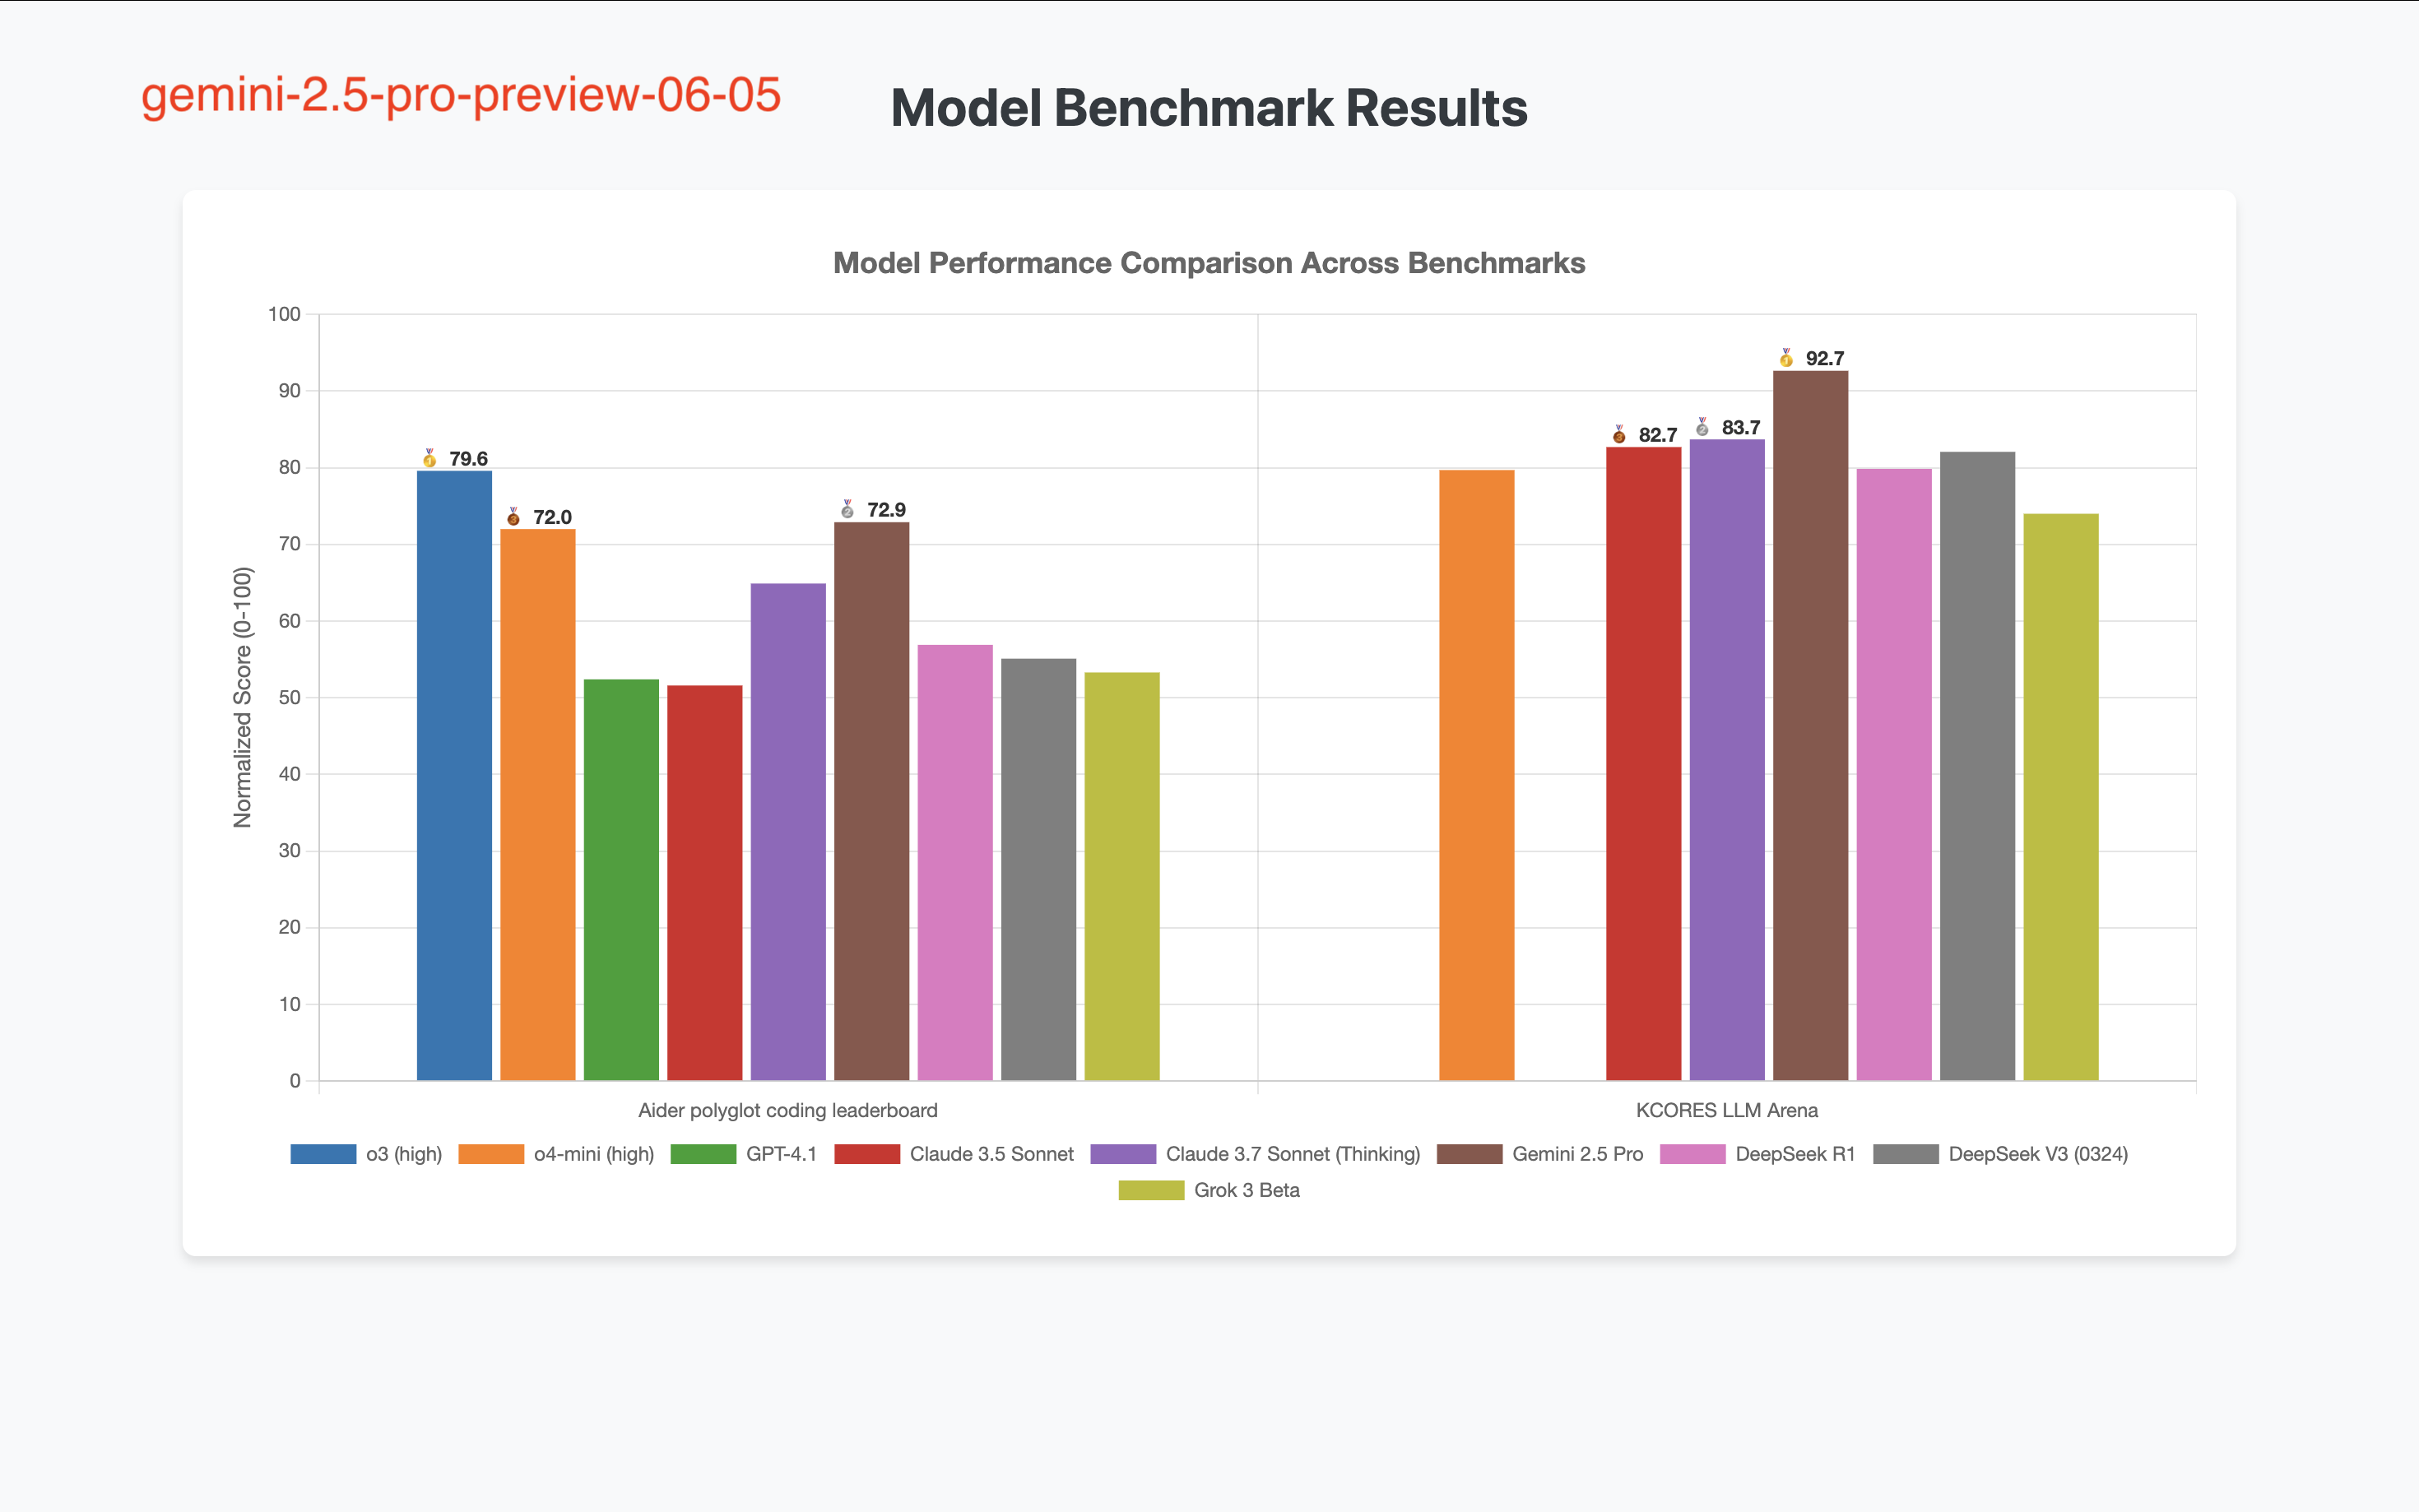 gemini-2.5-pro-preview-06-05
Model Benchmark Results
Model Performance Comparison Across Benchmarks
Normalized Score (0-100)
100
90
80
70
60
50
40
30
20
10
0
🥇 79.6
🥉 72.0
🥈 72.9
🥉 82.7
🥈 83.7
🥇 92.7
Aider polyglot coding leaderboard
KCORES LLM Arena
o3 (high) o4-mini (high) GPT-4.1 Claude 3.5 Sonnet Claude 3.7 Sonnet (Thinking) Gemini 2.5 Pro DeepSeek R1 DeepSeek V3 (0324)
Grok 3 Beta